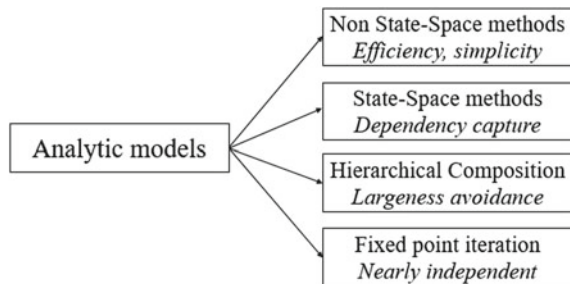 Analytic models
Non State-Space methods
Efficiency, simplicity
State-Space methods
Dependency capture
Hierarchical Composition
Largeness avoidance
Fixed point iteration
Nearly independent